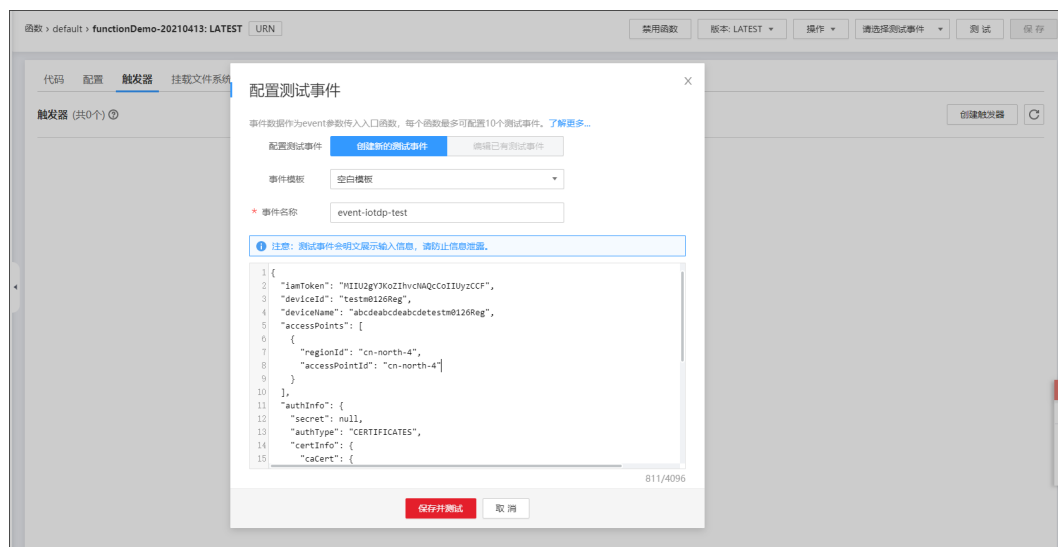 函数 › default › functionDemo-20210413: LATEST URN 禁用函数 版本: LATEST 操作 请选择测试事件 测 试 保 存
代码 配置 触发器 挂载文件系统
触发器 (共0个) 创建触发器
配置测试事件
事件数据作为event参数传入入口函数，每个函数最多可配置10个测试事件。了解更多...
配置测试事件 创建新的测试事件 编辑已有测试事件
事件模板 空白模板
* 事件名称 event-iotdp-test
注意：测试事件会明文展示输入信息，请防止信息泄露。
1 {
2 "iamToken": "MIIU2gYJKoZIhvcNAQcCoIIUyzCCF",
3 "deviceId": "testm0126Reg",
4 "deviceName": "abcdeabcdeabcdetestm0126Reg",
5 "accessPoints": [
6 {
7 "regionId": "cn-north-4",
8 "accessPointId": "cn-north-4"
9 }
10 ],
11 "authInfo": {
12 "secret": null,
13 "authType": "CERTIFICATES",
14 "certInfo": {
15 "caCert": {
811/4096
保存并测试 取 消